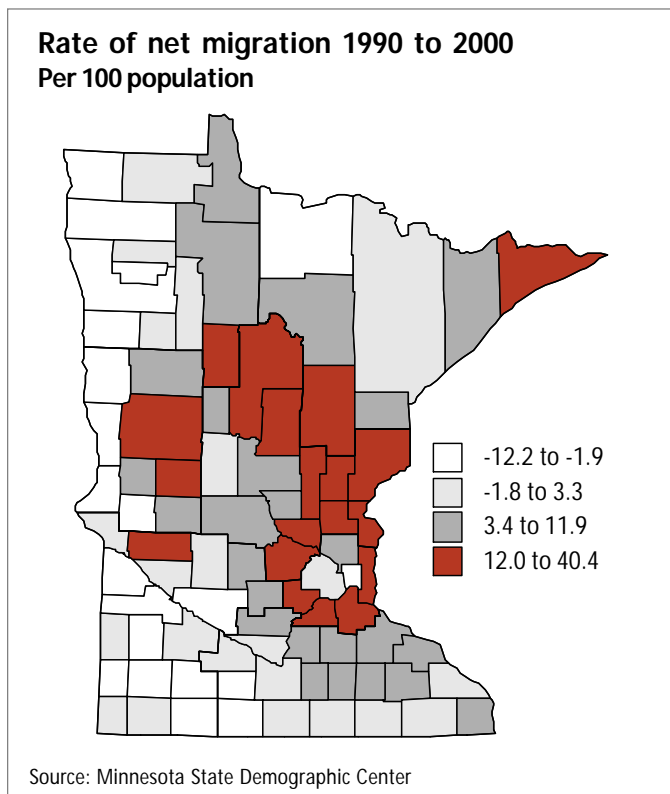 Rate of net migration 1990 to 2000
Per 100 population
-12.2 to -1.9
-1.8 to 3.3
3.4 to 11.9
12.0 to 40.4
Source: Minnesota State Demographic Center